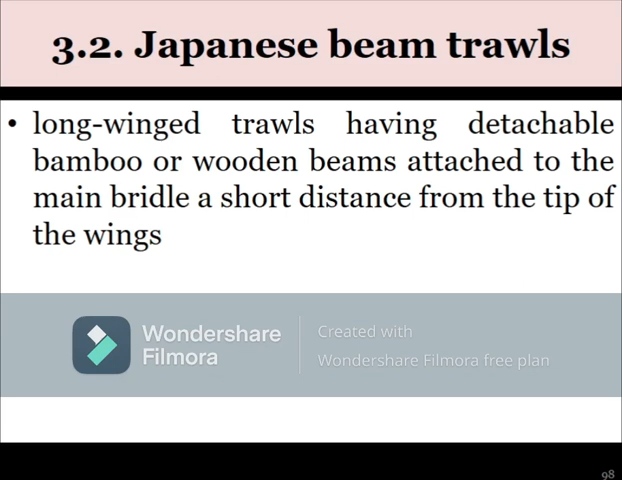 3.2. Japanese beam trawls
• long-winged trawls having detachable
bamboo or wooden beams attached to the
main bridle a short distance from the tip of
the wings
Wondershare
Filmora
Created with
Wondershare Filmora free plan
98